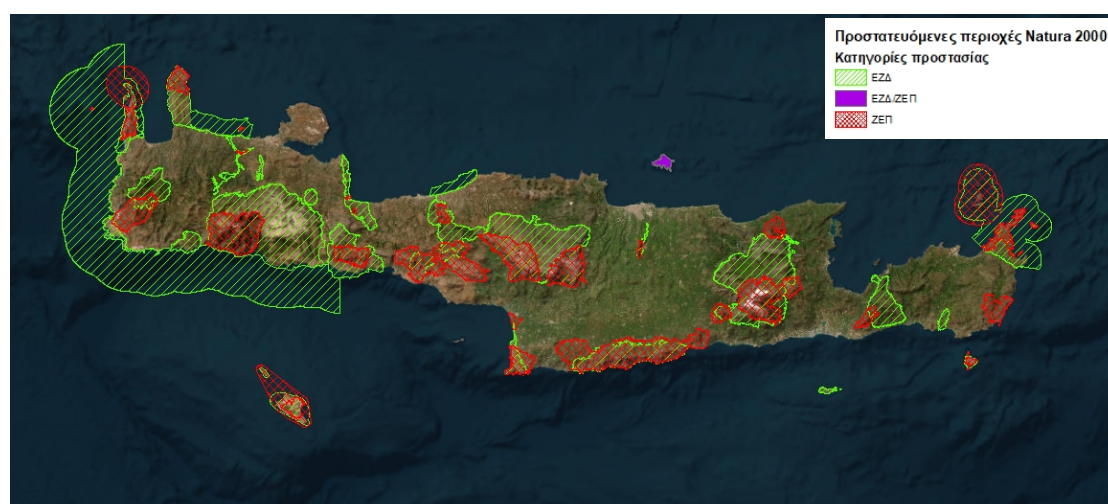 Προστατευόμενες περιοχές Natura 2000
Κατηγορίες προστασίας
ΕΖΔ
ΕΖΔ/ΖΕΠ
ΖΕΠ